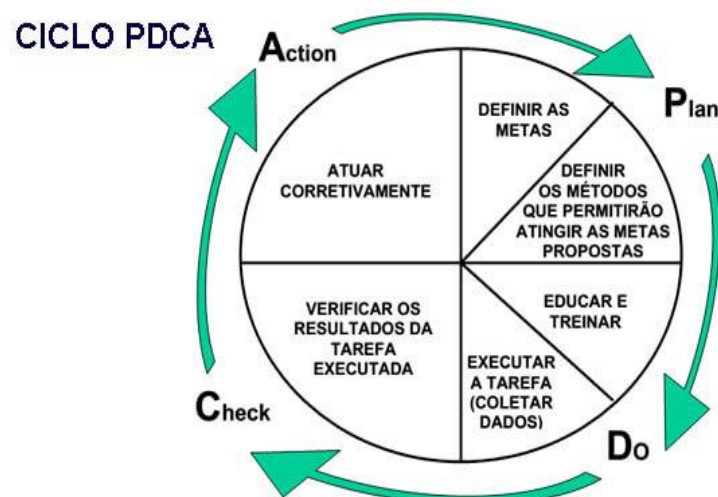 CICLO PDCA
Action
Plan
DEFINIR AS
METAS
DEFINIR
OS MÉTODOS
QUE PERMITIRÃO
ATINGIR AS METAS
PROPOSTAS
ATUAR
CORRETIVAMENTE
EDUCAR E
TREINAR
VERIFICAR OS
RESULTADOS DA
TAREFA
EXECUTADA
EXECUTAR
A TAREFA
(COLETAR
DADOS)
Check
Do